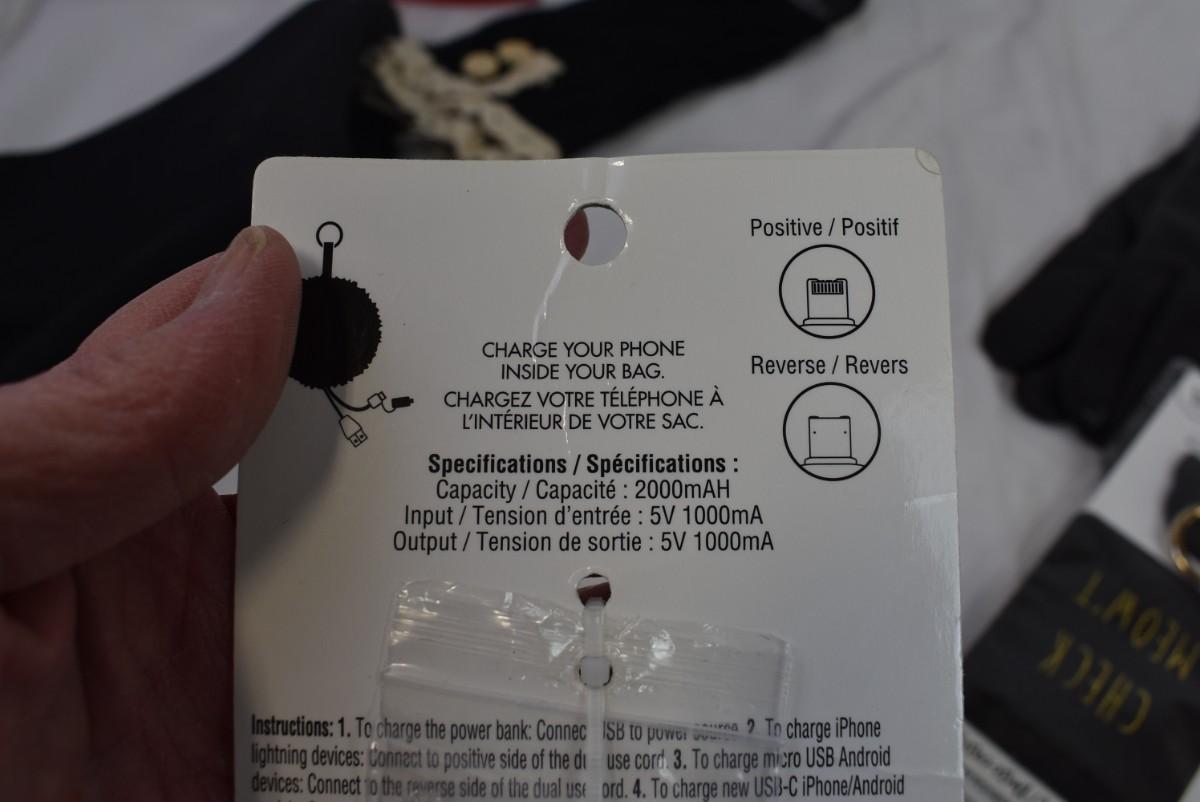 Positive / Positif
Reverse / Revers
CHARGE YOUR PHONE
INSIDE YOUR BAG.
CHARGEZ VOTRE TÉLÉPHONE À
L'INTÉRIEUR DE VOTRE SAC.
Specifications / Spécifications :
Capacity / Capacité : 2000mAH
Input / Tension d'entrée : 5V 1000mA
Output / Tension de sortie : 5V 1000mA
Instructions: 1. To charge the power bank: Connec USB to power source. 2. To charge iPhone
lightning devices: Connect to positive side of the du use cord. 3. To charge micro USB Android
devices: Connect to the reverse side of the dual use ord. 4. To charge new USB-C iPhone/Android
CHECK
MEOW'T